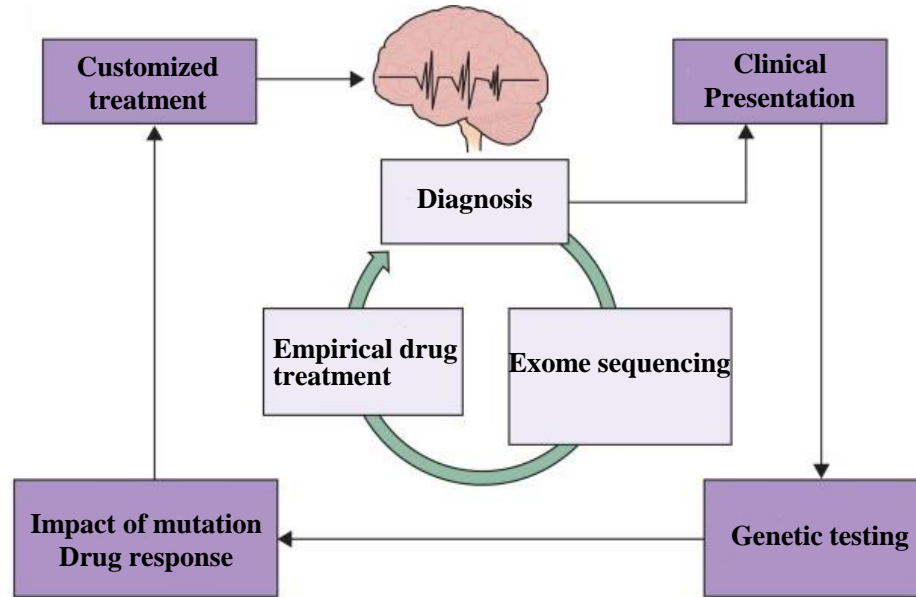 Customized
treatment
Clinical
Presentation
Diagnosis
Empirical drug
treatment
Exome sequencing
Impact of mutation
Drug response
Genetic testing